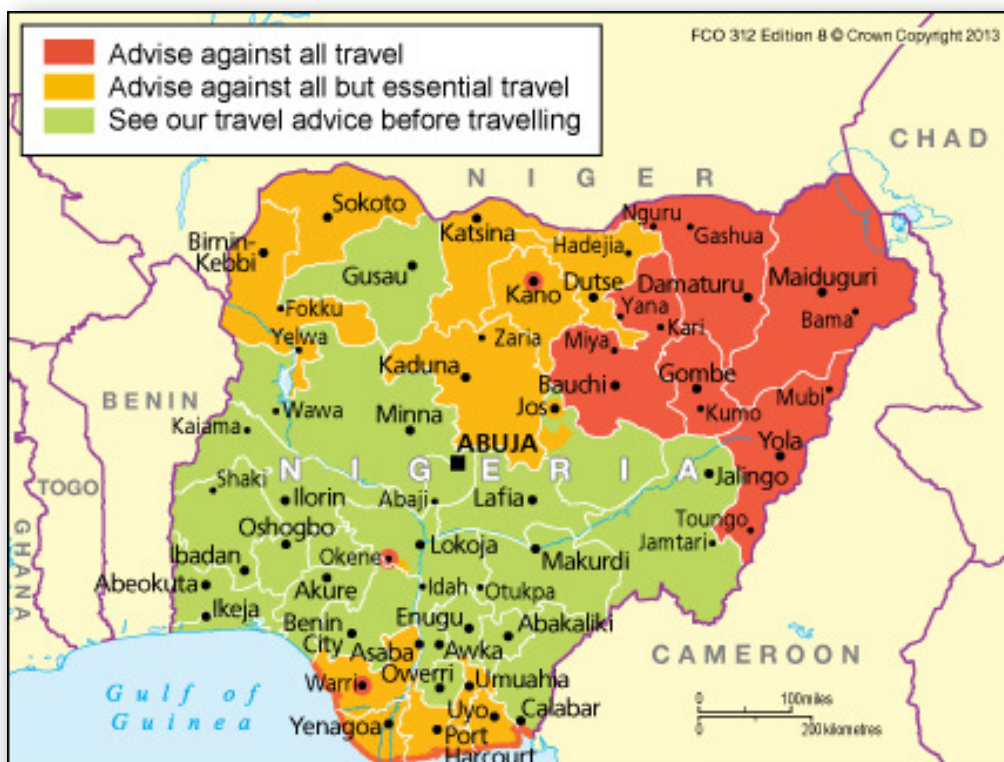 FCO 312 Edition 8 © Crown Copyright 2013
Advise against all travel
Advise against all but essential travel
See our travel advice before travelling
CHAD
NIGER
Sokoto
Katsina
Nguru
Gashua
Birnin-
Kebbi
Hadejia
Gusau
Kano
Dutse
Damaturu
Maiduguri
Fokku
Yana
Bama
Yelwa
Zaria
Miya
Kari
Kaduna
Bauchi
Gombe
Mubi
BENIN
Wawa
Minna
Jos
Kumo
Kaiama
ABUJA
Yola
NIGERIA
Jalingo
TOGO
Shaki
Ilorin
Abaji
Lafia
GHANA
Oshogbo
Toungo
Ibadan
Okene
Lokoja
Makurdi
Jamtari
Abeokuta
Akure
Idah
Otukpa
Ikeja
Benin
City
Enugu
Abakaliki
Asaba
Awka
CAMEROON
Warri
Owerri
Umuahia
Gulf of
Guinea
Yenagoa
Uyo
Calabar
Port
Harcourt
0 100miles
0 200kilometres